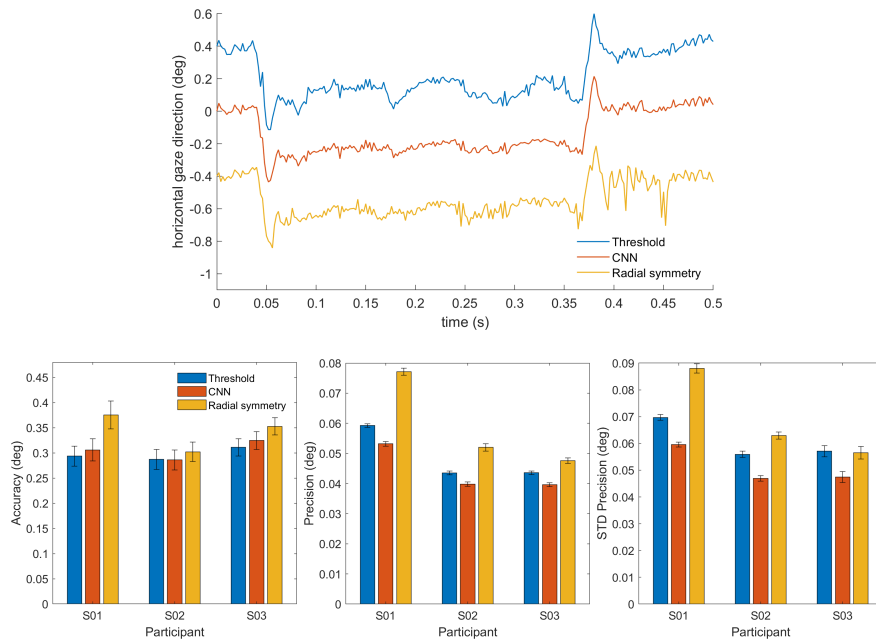 0.6
0.4
0.2
0
-0.2
-0.4
-0.6
-0.8
-1
horizontal gaze direction (deg)
Threshold
CNN
Radial symmetry
0 0.05 0.1 0.15 0.2 0.25 0.3 0.35 0.4 0.45 0.5
time (s)
0.45
0.4
0.35
0.3
0.25
0.2
0.15
0.1
0.05
0
Accuracy (deg)
Threshold
CNN
Radial symmetry
S01 S02 S03
Participant
0.08
0.07
0.06
0.05
0.04
0.03
0.02
0.01
0
Precision (deg)
S01 S02 S03
Participant
0.09
0.08
0.07
0.06
0.05
0.04
0.03
0.02
0.01
0
STD Precision (deg)
S01 S02 S03
Participant